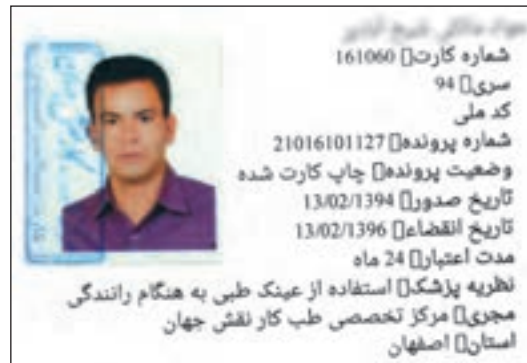 شماره کارت▯ 161060
سری▯ 94
کد ملی
شماره پرونده▯ 21016101127
وضعیت پرونده▯ چاپ کارت شده
تاریخ صدور▯ 13/02/1394
تاریخ انقضاء▯ 13/02/1396
مدت اعتبار▯ 24 ماه
نظریه پزشک▯ استفاده از عینک طبی به هنگام رانندگی
مجری▯ مرکز تخصصی طب کار نقش جهان
استان▯ اصفهان